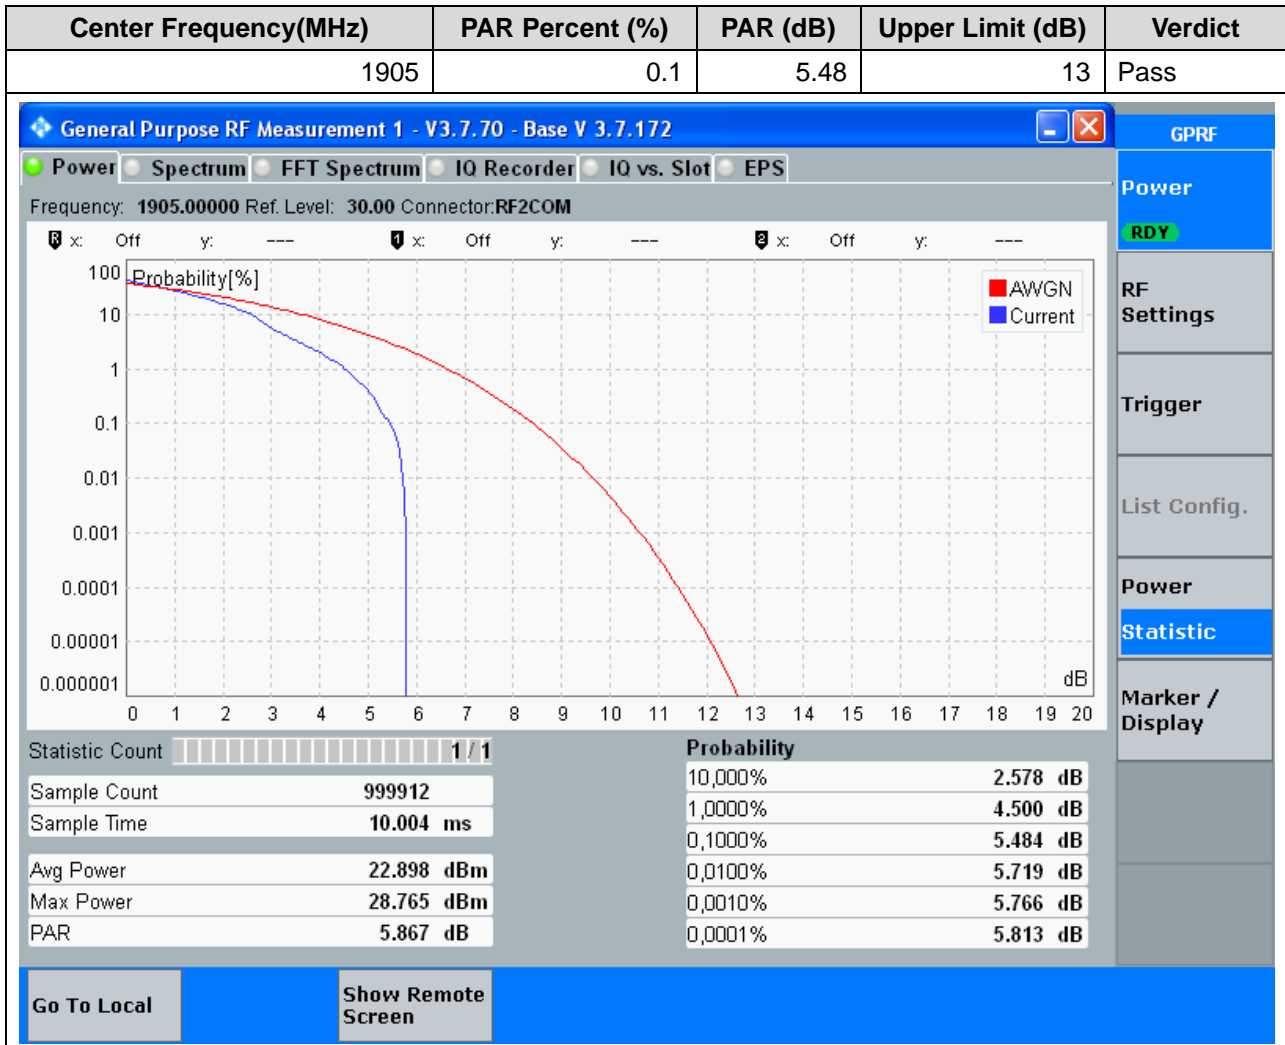 Center Frequency(MHz) PAR Percent (%) PAR (dB) Upper Limit (dB) Verdict
1905 0.1 5.48 13 Pass
General Purpose RF Measurement 1 - V3.7.70 - Base V 3.7.172
GPRF
Power Spectrum FFT Spectrum IQ Recorder IQ vs. Slot EPS
Power
RDY
Frequency: 1905.00000 Ref. Level: 30.00 Connector:RF2COM
R x: Off y: --- 1 x: Off y: --- 2 x: Off y: ---
Probability[%]
AWGN
Current
100
10
1
0.1
0.01
0.001
0.0001
0.00001
0.000001
dB
0 1 2 3 4 5 6 7 8 9 10 11 12 13 14 15 16 17 18 19 20
RF
Settings
Trigger
List Config.
Power
Statistic
Marker /
Display
Statistic Count 1 / 1
Sample Count 999912
Sample Time 10.004 ms
Avg Power 22.898 dBm
Max Power 28.765 dBm
PAR 5.867 dB
Probability
10,000% 2.578 dB
1,0000% 4.500 dB
0,1000% 5.484 dB
0,0100% 5.719 dB
0,0010% 5.766 dB
0,0001% 5.813 dB
Go To Local
Show Remote
Screen